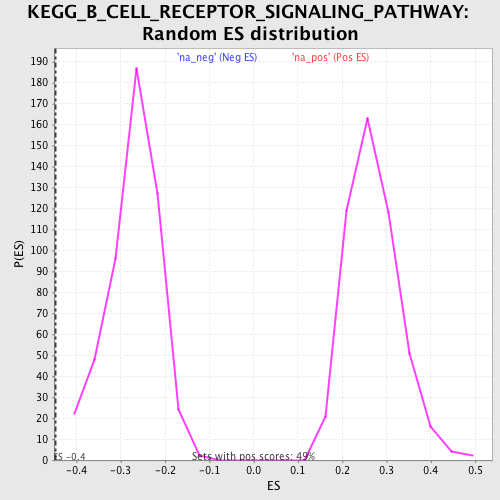 KEGG_B_CELL_RECEPTOR_SIGNALING_PATHWAY:
Random ES distribution
'na_neg' (Neg ES) 'na_pos' (Pos ES)
190
180
170
160
150
140
130
120
110
100
90
80
70
60
50
40
30
20
10
0
P(ES)
ES -0.4
Sets with pos scores: 49%
-0.4 -0.3 -0.2 -0.1 0.0 0.1 0.2 0.3 0.4 0.5
ES